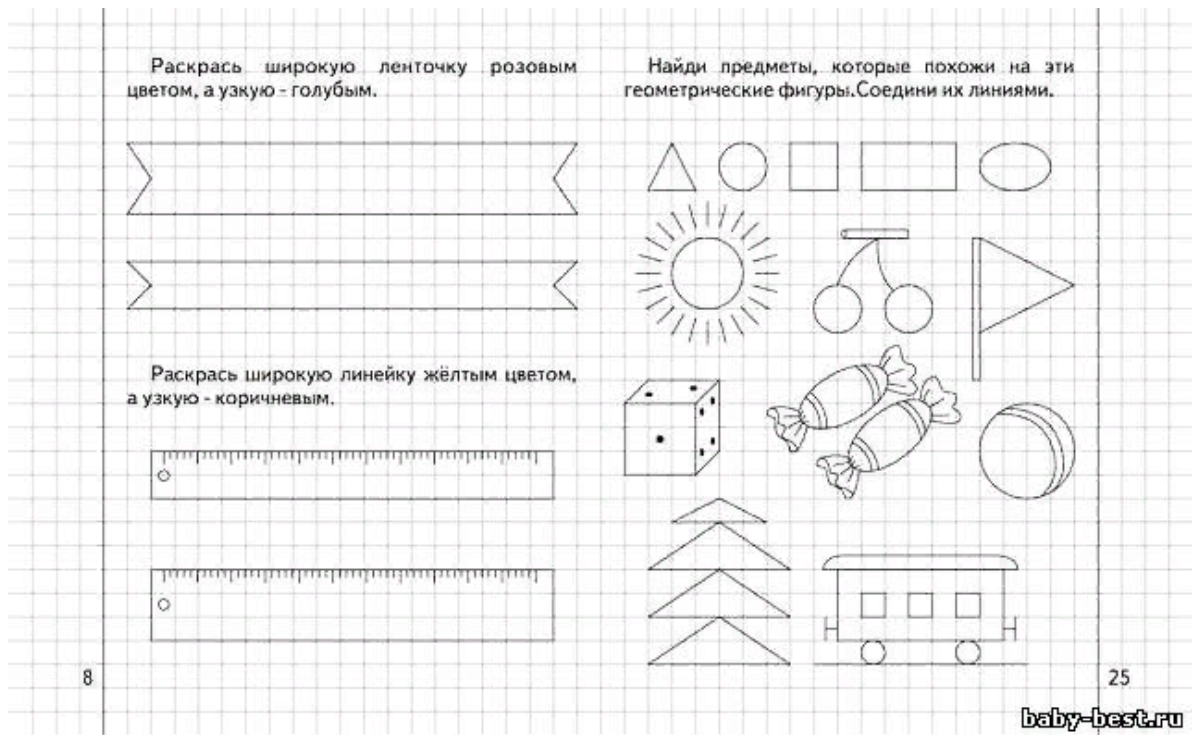 Раскрась широкую ленточку розовым
цветом, а узкую - голубым.
Раскрась широкую линейку жёлтым цветом,
а узкую - коричневым.
8
Найди предметы, которые похожи на эти
геометрические фигуры.Соедини их линиями.
25
baby-best.ru